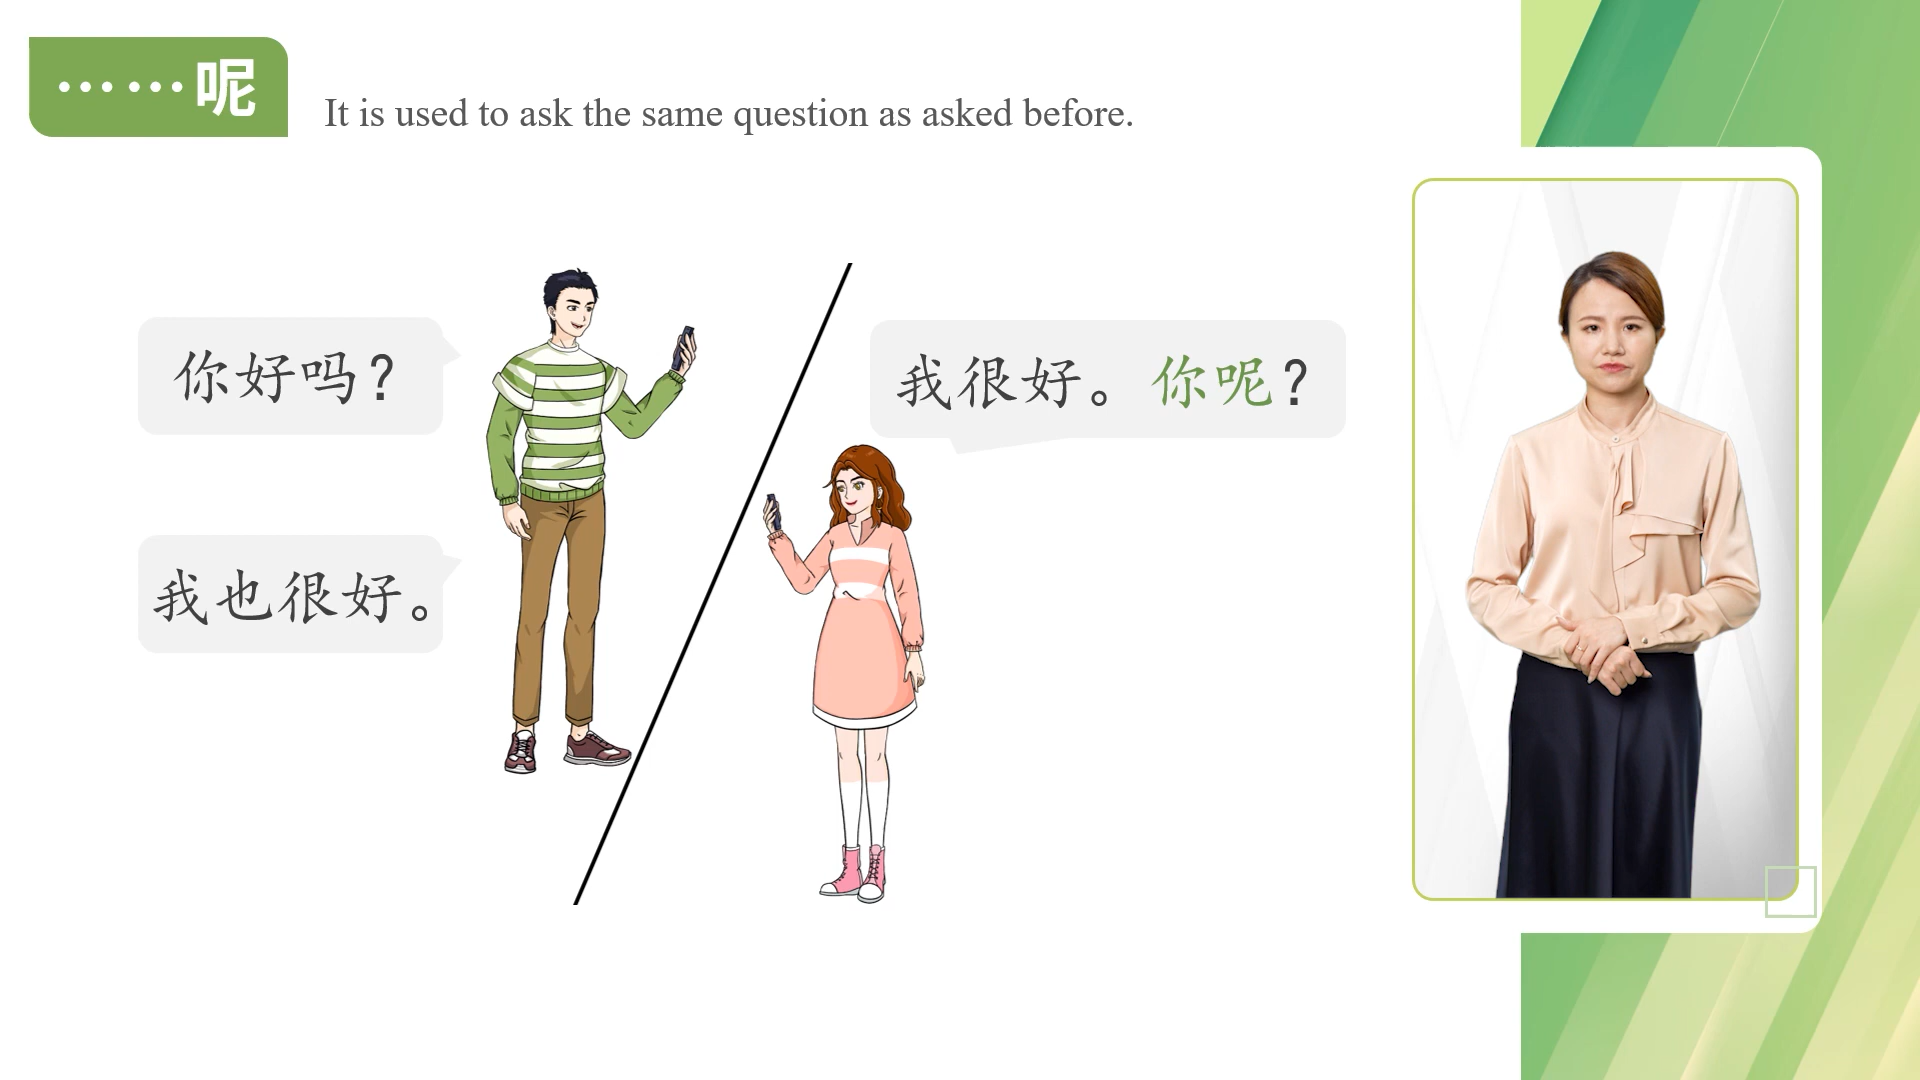 ……呢
It is used to ask the same question as asked before.
你好吗？
我很好。你呢？
我也很好。